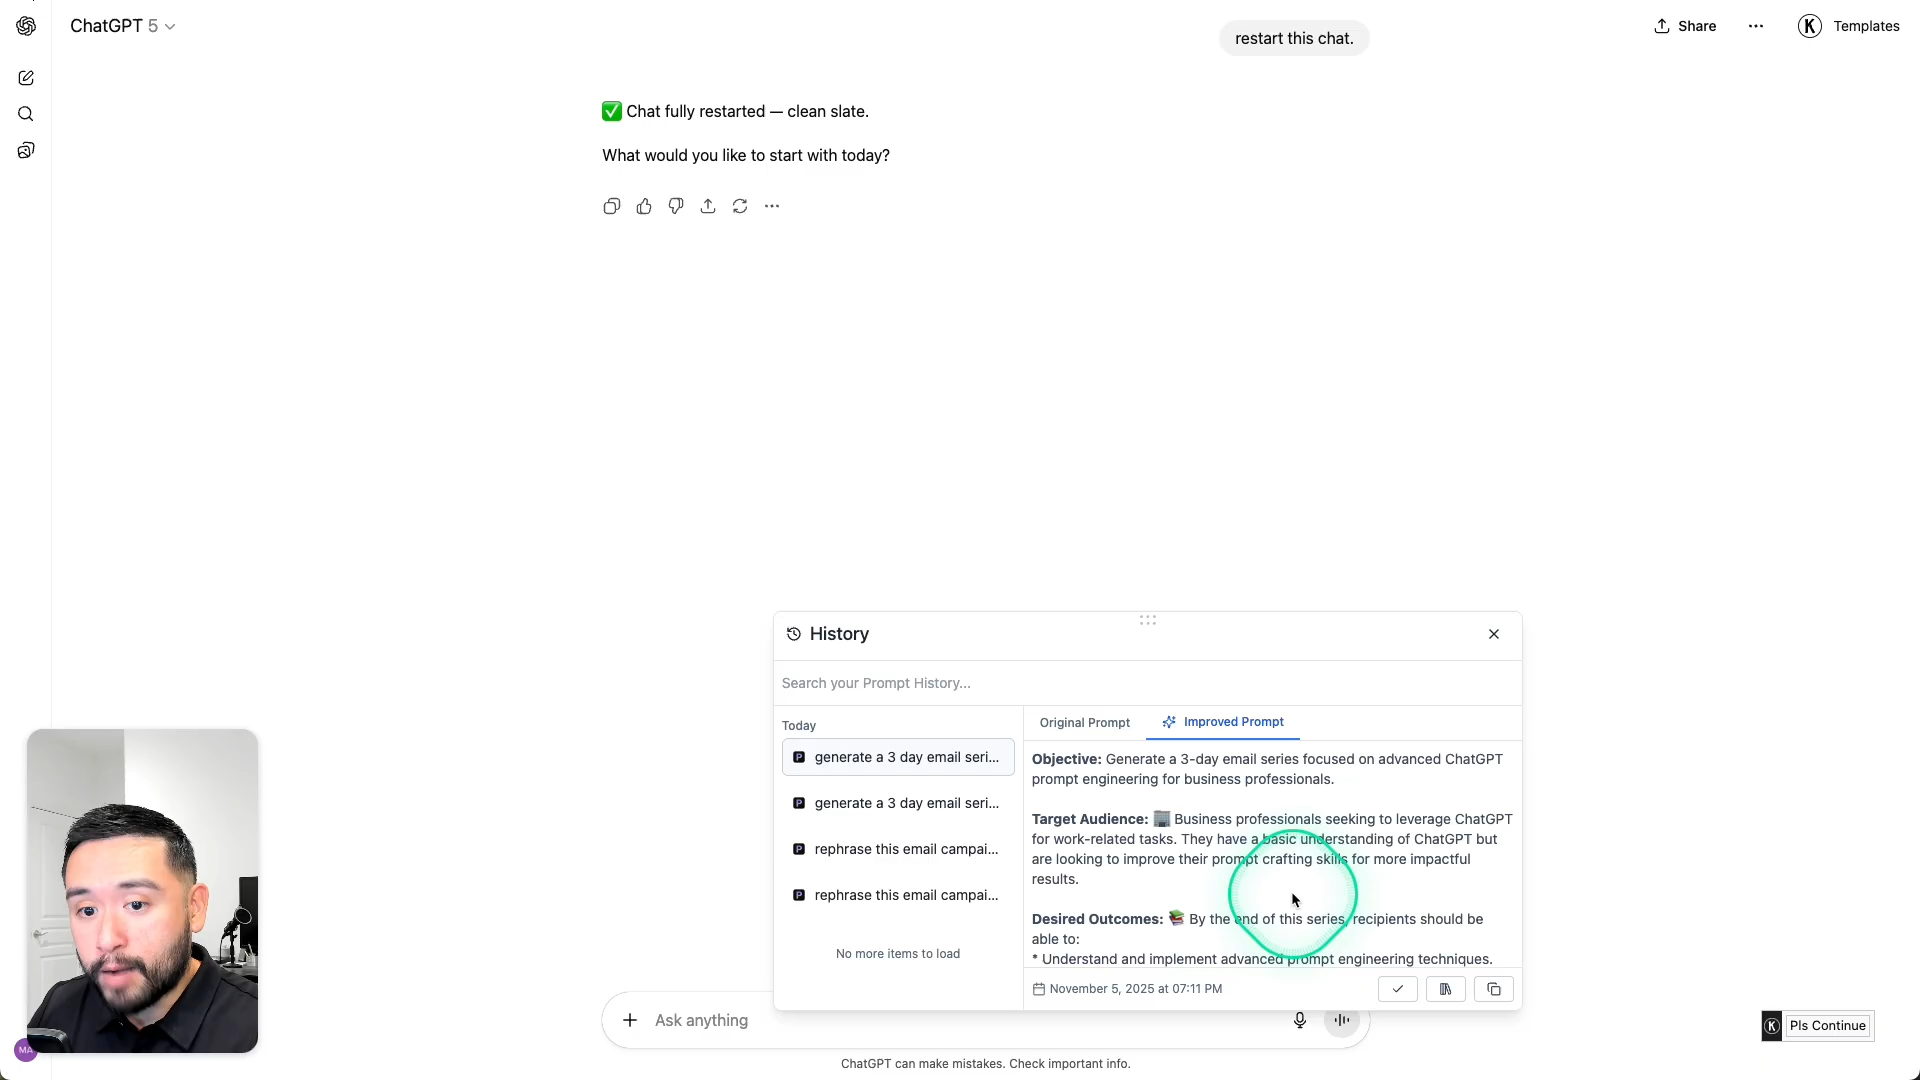 ChatGPT 5
restart this chat.
Share
Templates
✅ Chat fully restarted — clean slate.
What would you like to start with today?
History
Search your Prompt History...
Today
generate a 3 day email seri...
generate a 3 day email seri...
rephrase this email campai...
rephrase this email campai...
No more items to load
Original Prompt
Improved Prompt
Objective: Generate a 3-day email series focused on advanced ChatGPT
prompt engineering for business professionals.
Target Audience: 🏢 Business professionals seeking to leverage ChatGPT
for work-related tasks. They have a basic understanding of ChatGPT but
are looking to improve their prompt crafting skills for more impactful
results.
Desired Outcomes: 📚 By the end of this series, recipients should be
able to:
* Understand and implement advanced prompt engineering techniques.
November 5, 2025 at 07:11 PM
Ask anything
Pls Continue
MA
ChatGPT can make mistakes. Check important info.